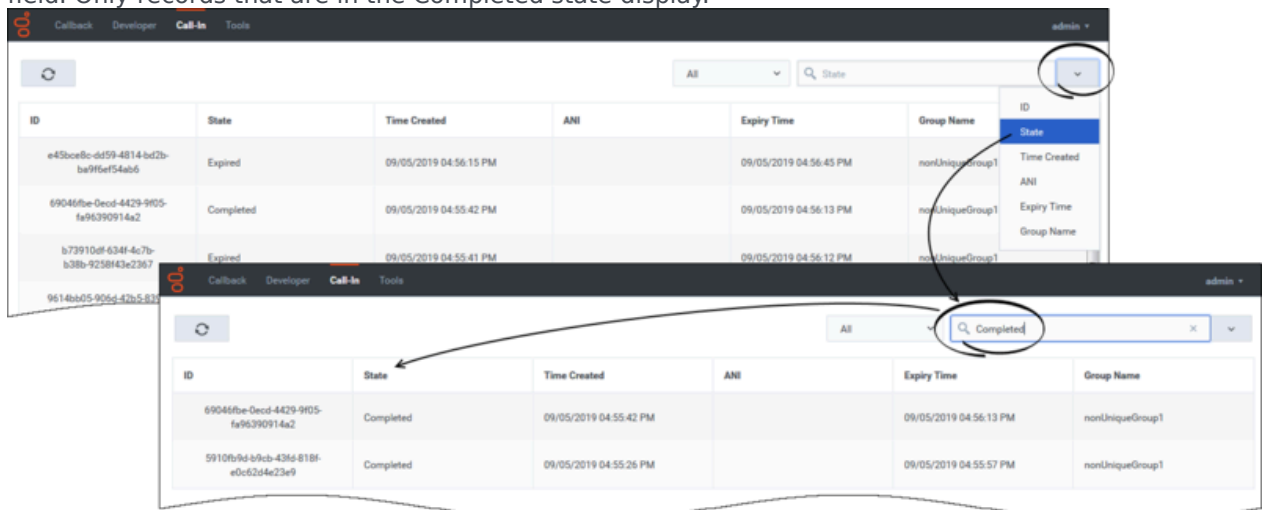 field. Only records that are in the Completed state display.
Callback Developer Call-In Tools admin
All State
ID State Time Created ANI Expiry Time Group Name
ID
State
Time Created
ANI
Expiry Time
Group Name
e45bce8c-dd59-4814-bd2b-
ba9f6ef54ab6
Expired 09/05/2019 04:56:15 PM 09/05/2019 04:56:45 PM nonUniqueGroup1
69046fbe-0ecd-4429-9f05-
fa96390914a2
Completed 09/05/2019 04:55:42 PM 09/05/2019 04:56:13 PM nonUniqueGroup1
b73910df-634f-4c7b-
b38b-9258f43e2367
Expired 09/05/2019 04:55:41 PM 09/05/2019 04:56:12 PM nonUniqueGroup1
9614bb05-906d-42b5-839
Callback Developer Call-In Tools admin
All Completed
ID State Time Created ANI Expiry Time Group Name
69046fbe-0ecd-4429-9f05-
fa96390914a2
Completed 09/05/2019 04:55:42 PM 09/05/2019 04:56:13 PM nonUniqueGroup1
5910fb9d-b9cb-43fd-818f-
e0c62d4e23e9
Completed 09/05/2019 04:55:26 PM 09/05/2019 04:55:57 PM nonUniqueGroup1